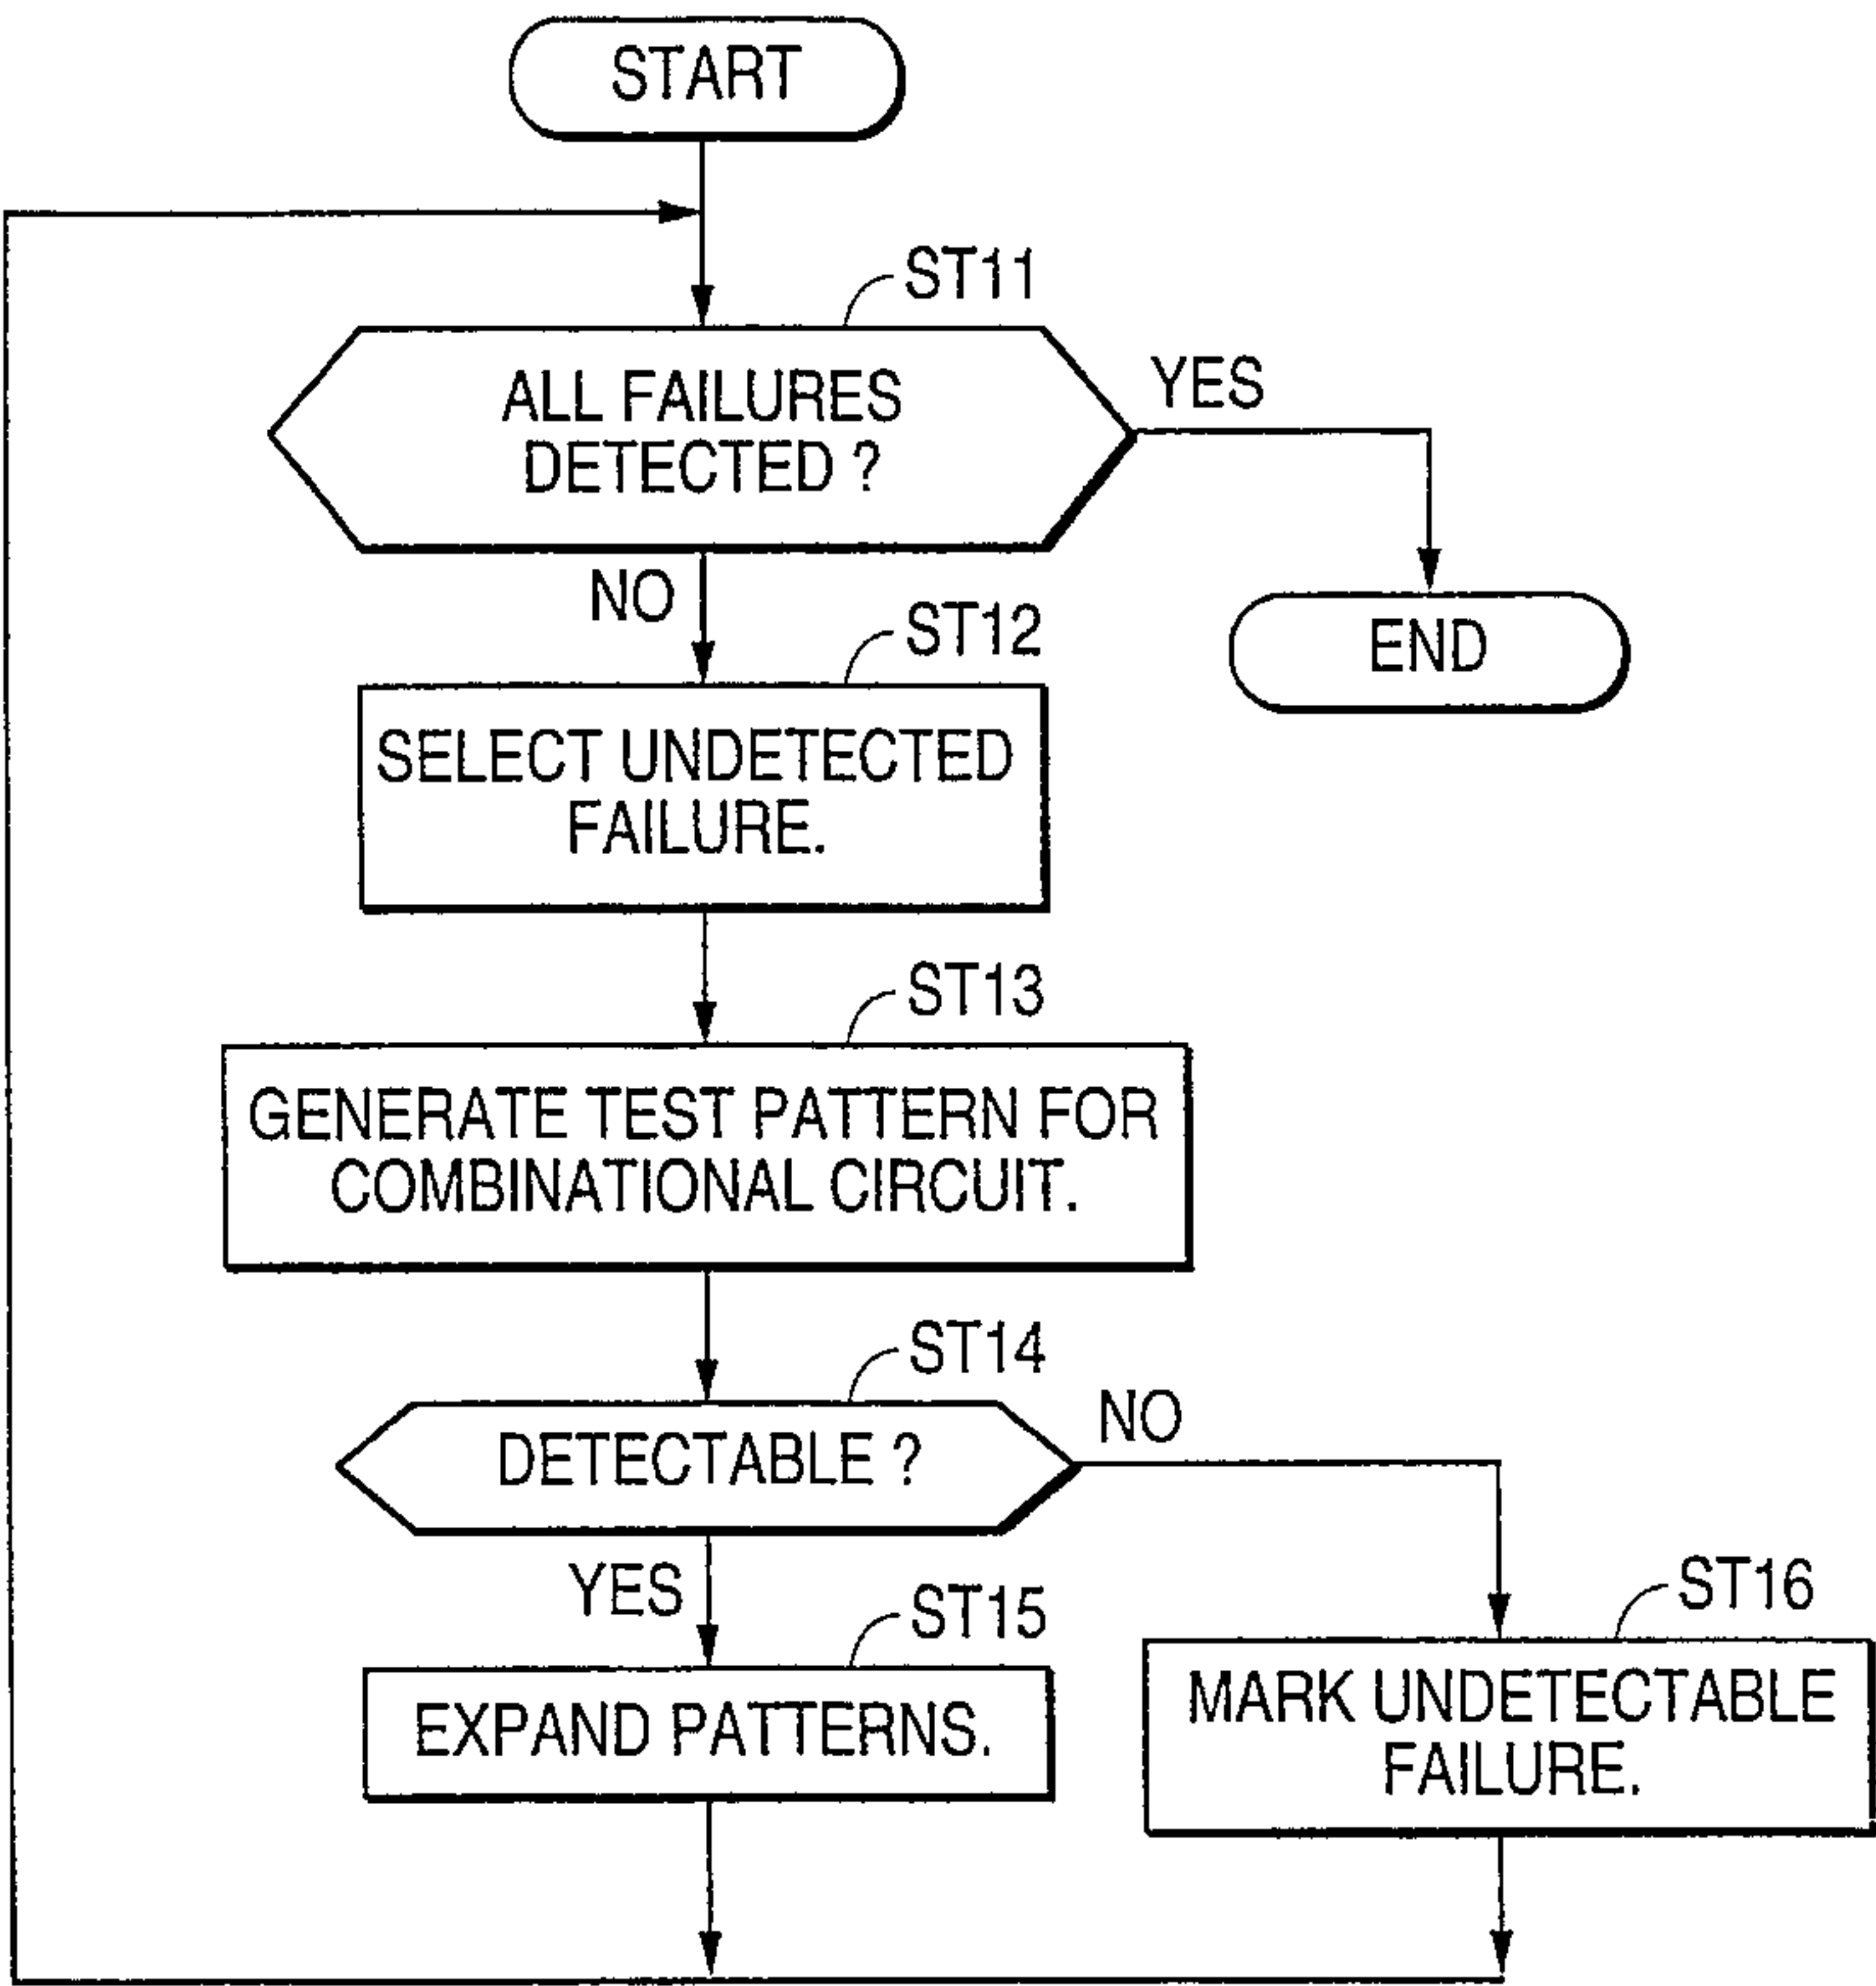 START
ST11
ALL FAILURES
DETECTED ?
YES
NO
END
ST12
SELECT UNDETECTED
FAILURE.
ST13
GENERATE TEST PATTERN FOR
COMBINATIONAL CIRCUIT.
ST14
DETECTABLE ?
NO
YES
ST15
EXPAND PATTERNS.
ST16
MARK UNDETECTABLE
FAILURE.